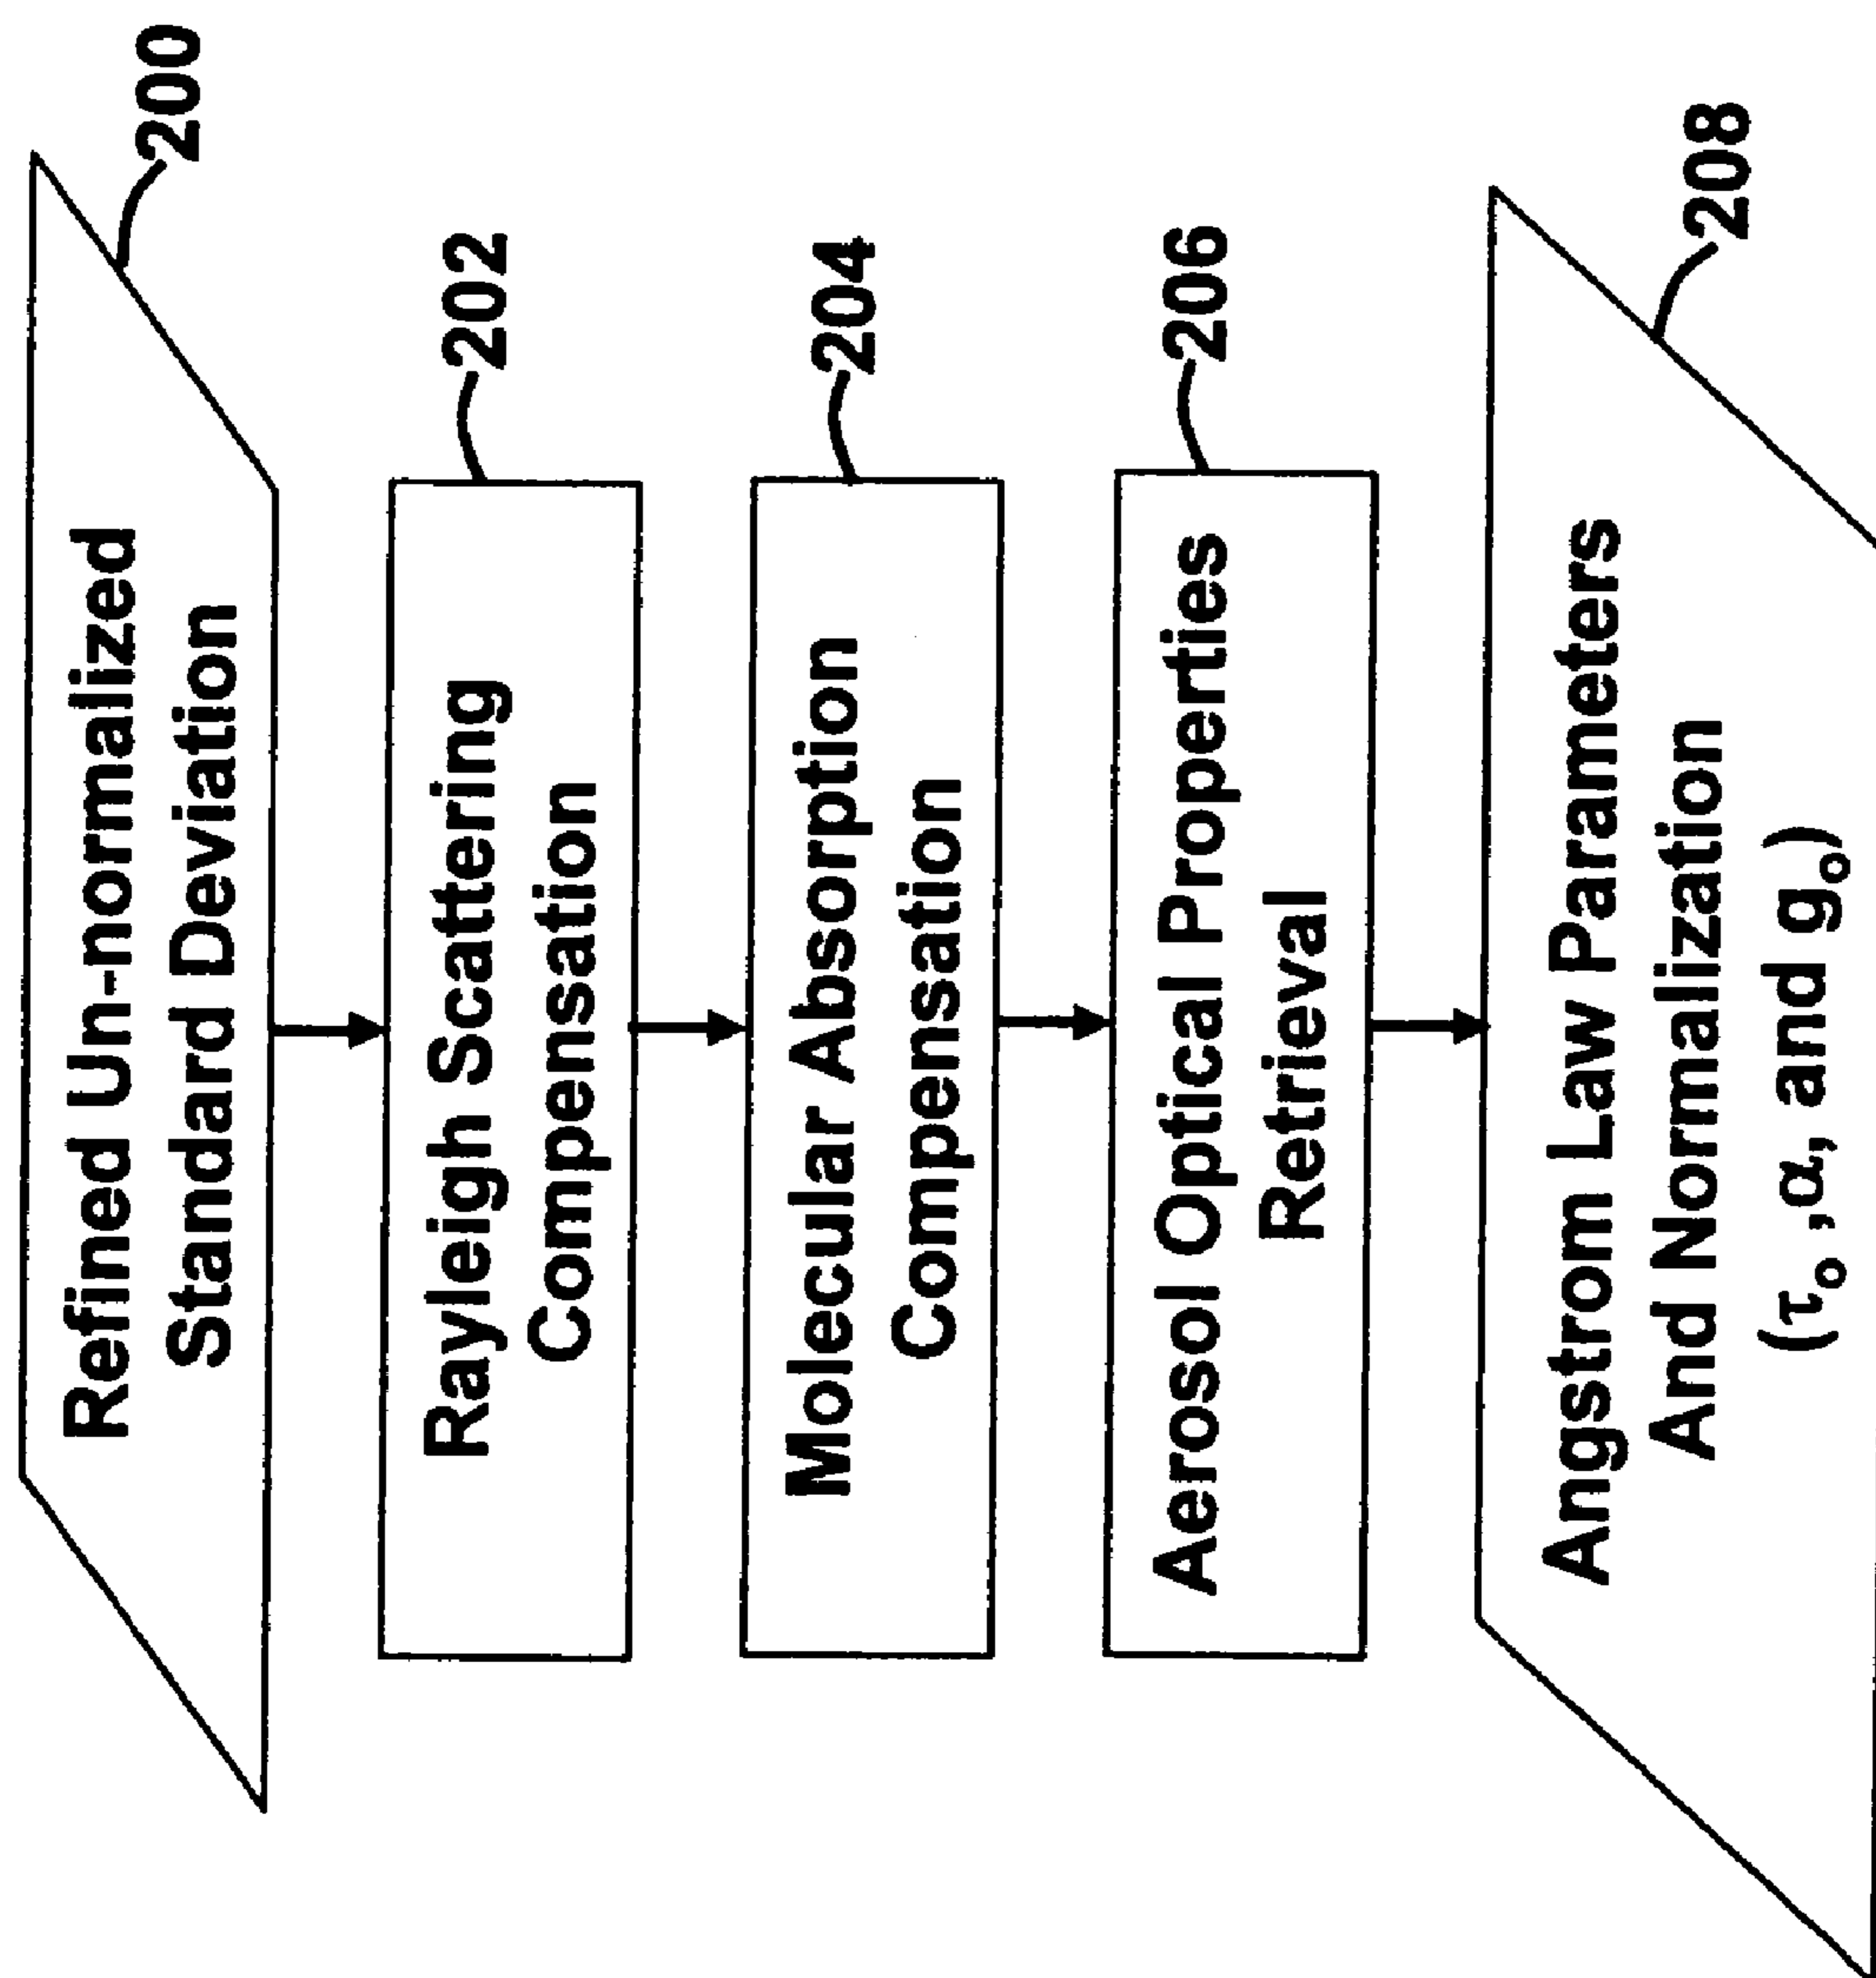 Refined Un-normalized
Standard Deviation
200
Rayleigh Scattering
Compensation
202
Molecular Absorption
Compensation
204
Aerosol Optical Properties
Retrieval
206
Angstrom Law Parameters
And Normalization
(τₒ,α, and gₒ)
208